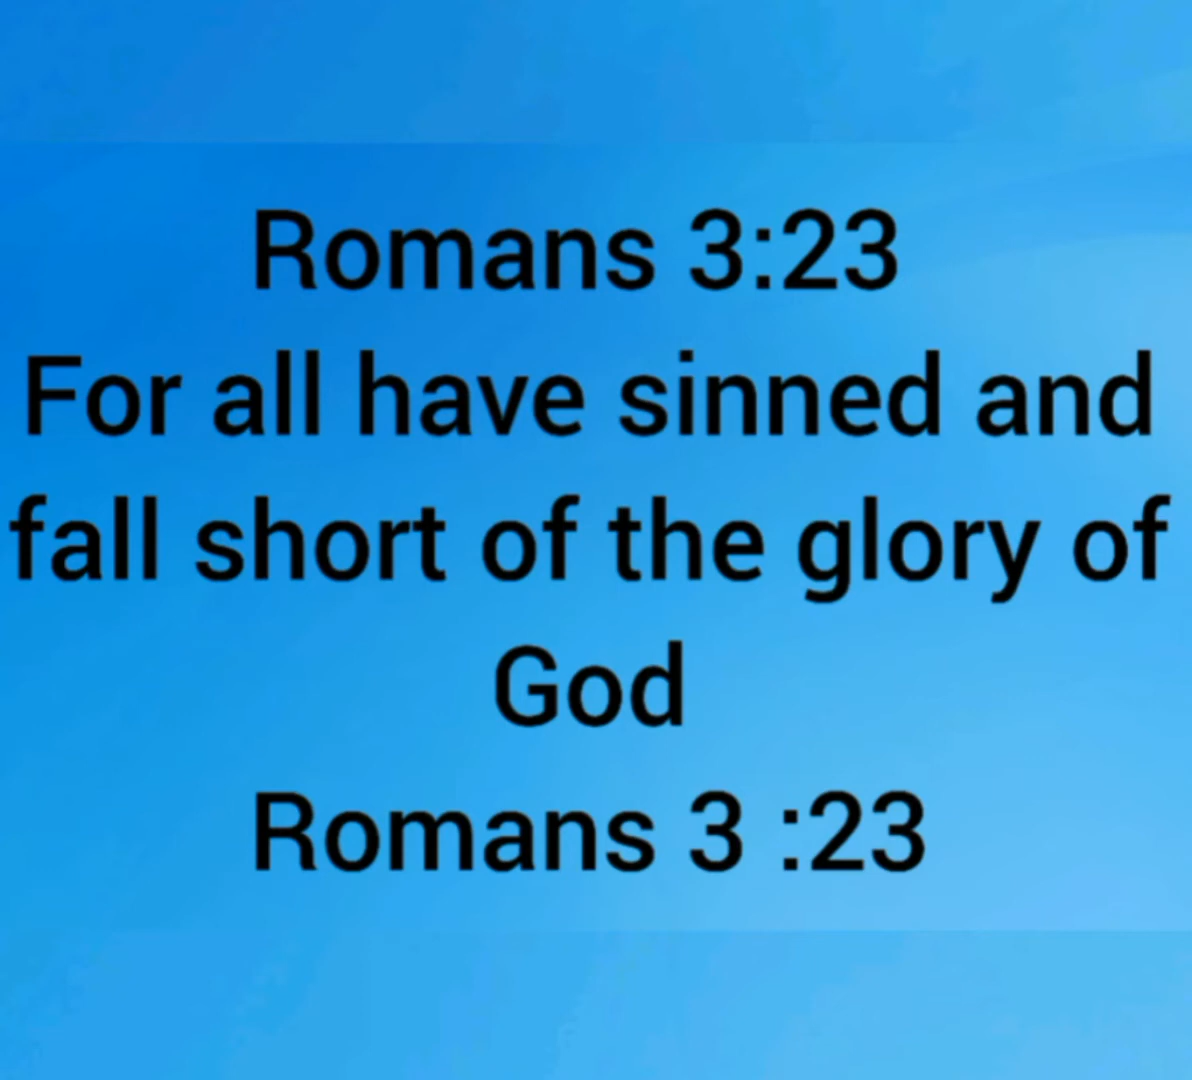 Romans 3:23
For all have sinned and
fall short of the glory of
God
Romans 3 :23